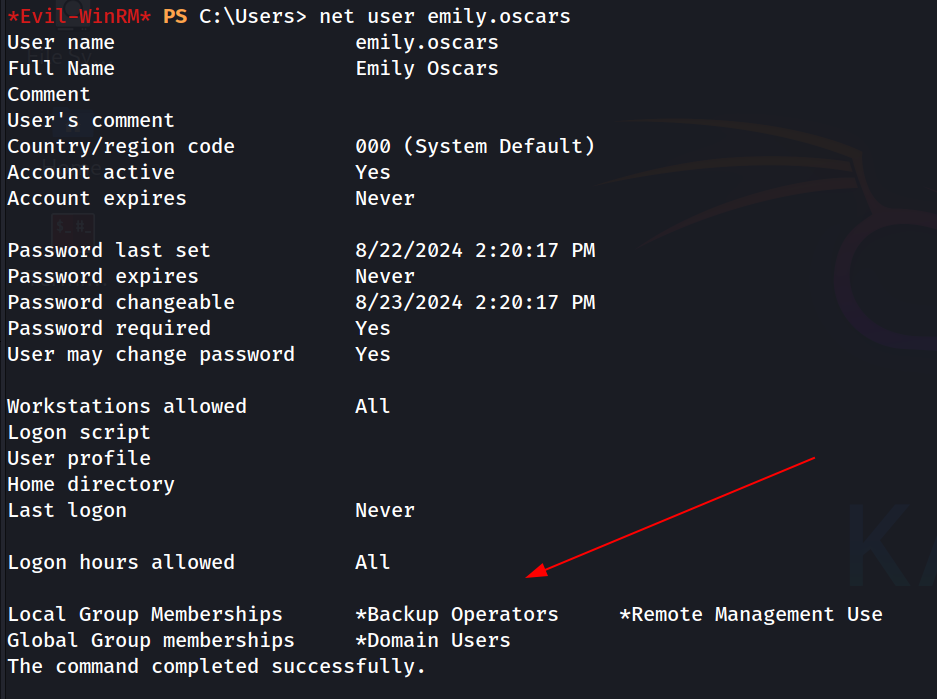 *Evil-WinRM* PS C:\Users> net user emily.oscars
User name                    emily.oscars
Full Name                    Emily Oscars
Comment
User's comment
Country/region code          000 (System Default)
Account active               Yes
Account expires              Never

Password last set            8/22/2024 2:20:17 PM
Password expires             Never
Password changeable          8/23/2024 2:20:17 PM
Password required            Yes
User may change password     Yes

Workstations allowed         All
Logon script
User profile
Home directory
Last logon                   Never

Logon hours allowed          All

Local Group Memberships      *Backup Operators     *Remote Management Use
Global Group memberships     *Domain Users
The command completed successfully.